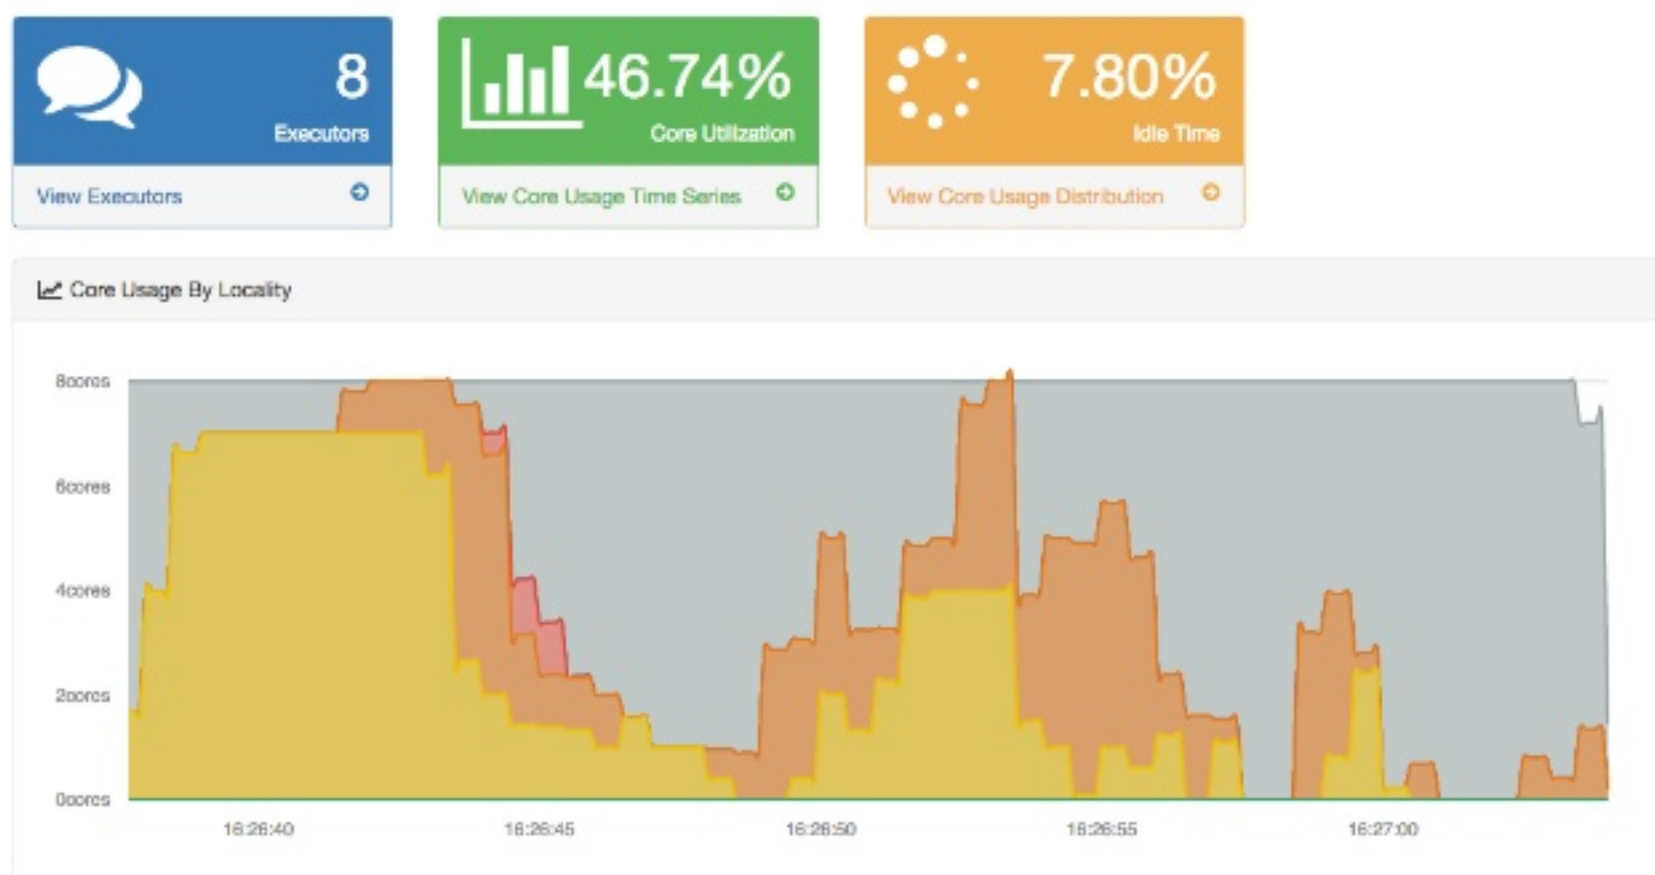 8
Executors
View Executors
46.74%
Core Utilization
View Core Usage Time Series
7.80%
Idle Time
View Core Usage Distribution
Core Usage By Locality
8cores
6cores
4cores
2cores
0cores
16:26:40
16:26:45
16:26:50
16:26:55
16:27:00